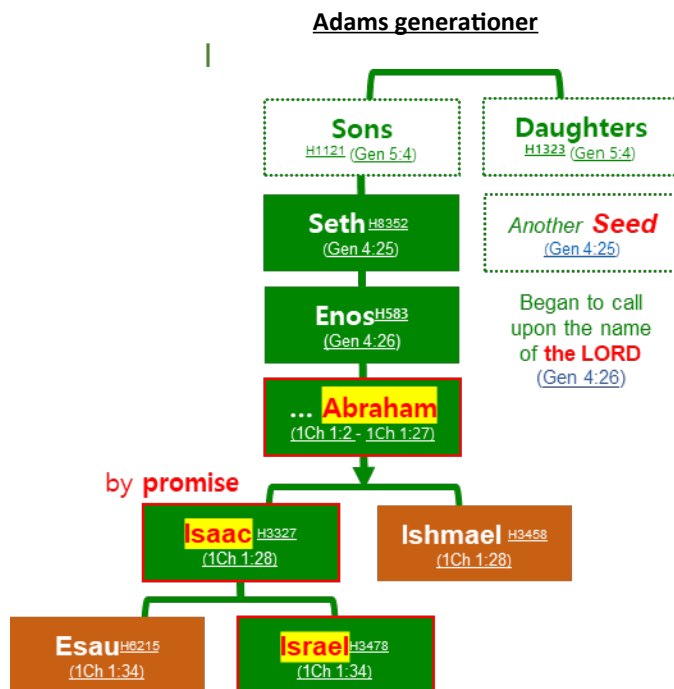 Adams generationer
Sons
H1121 (Gen 5:4)
Daughters
H1323 (Gen 5:4)
Seth H8352
(Gen 4:25)
Another Seed
(Gen 4:25)
Enos H583
(Gen 4:26)
Began to call
upon the name
of the LORD
(Gen 4:26)
... Abraham
(1Ch 1:2 - 1Ch 1:27)
by promise
Isaac H3327
(1Ch 1:28)
Ishmael H3458
(1Ch 1:28)
Esau H6215
(1Ch 1:34)
Israel H3478
(1Ch 1:34)